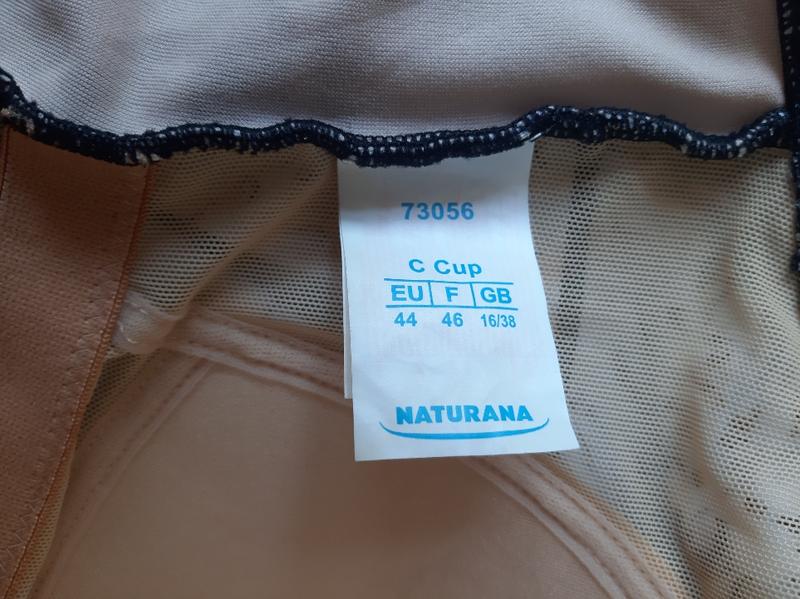 73056
C Cup
EU F GB
44 46 16/38
NATURANA